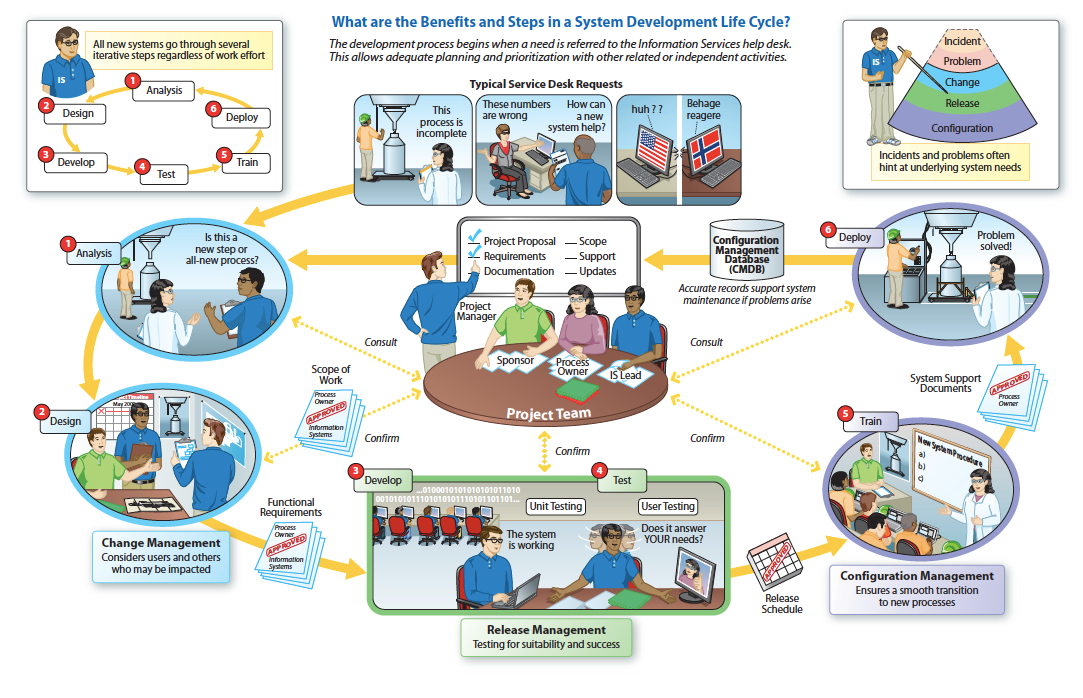 What are the Benefits and Steps in a System Development Life Cycle?
The development process begins when a need is referred to the Information Services help desk.
This allows adequate planning and prioritization with other related or independent activities.
All new systems go through several
iterative steps regardless of work effort
IS
1
Analysis
2
Design
3
Develop
4
Test
5
Train
6
Deploy
Typical Service Desk Requests
This
process is
incomplete
These numbers
are wrong
How can
a new
system help?
huh ? ?
Behage
reagere
IS
Incident
Problem
Change
Release
Configuration
Incidents and problems often
hint at underlying system needs
1
Analysis
Is this a
new step or
all-new process?
Project Proposal
Requirements
Documentation
Scope
Support
Updates
Project
Manager
Sponsor
Process
Owner
IS Lead
Project Team
Configuration
Management
Database
(CMDB)
Accurate records support system
maintenance if problems arise
6
Deploy
Problem
solved!
Consult
Consult
Scope of
Work
Process
Owner
APPROVED
Information
Systems
Confirm
Confirm
Confirm
System Support
Documents
APPROVED
Process
Owner
2
Design
Timeline
Change Management
Considers users and others
who may be impacted
Functional
Requirements
Process
Owner
APPROVED
Information
Systems
3
Develop
4
Test
Unit Testing
User Testing
The system
is working
Does it answer
YOUR needs?
Release Management
Testing for suitability and success
APPROVED
Release
Schedule
5
Train
New System Procedure
a)
b)
c)
Configuration Management
Ensures a smooth transition
to new processes